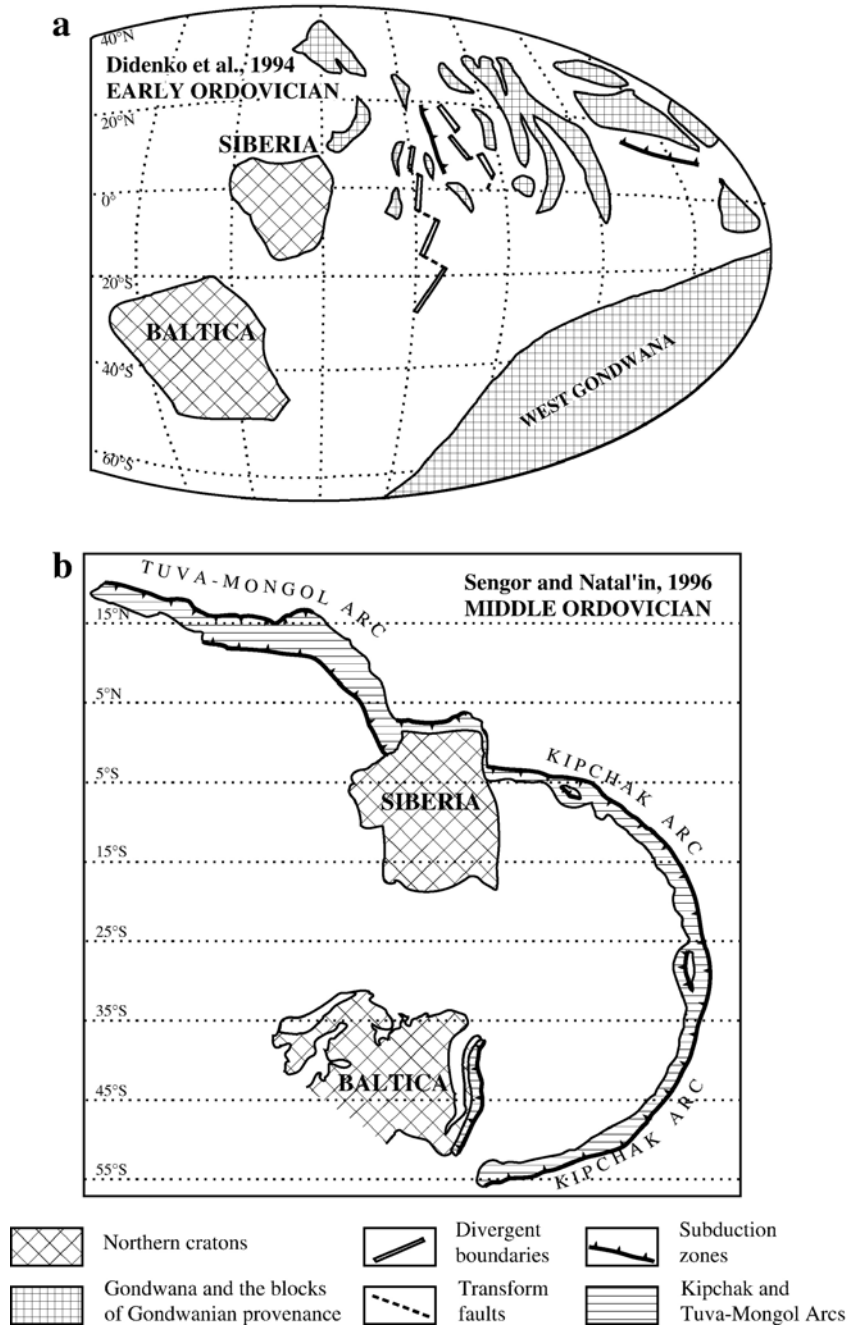 a
40°N
Didenko et al., 1994
EARLY ORDOVICIAN
20°N
SIBERIA
0°
20°S
BALTICA
40°S
WEST GONDWANA
60°S
b
TUVA-MONGOL ARC
Sengor and Natal'in, 1996
MIDDLE ORDOVICIAN
15°N
5°N
KIPCHAK ARC
5°S
SIBERIA
15°S
25°S
35°S
BALTICA
45°S
KIPCHAK ARC
55°S
Northern cratons
Divergent
boundaries
Subduction
zones
Gondwana and the blocks
of Gondwanian provenance
Transform
faults
Kipchak and
Tuva-Mongol Arcs